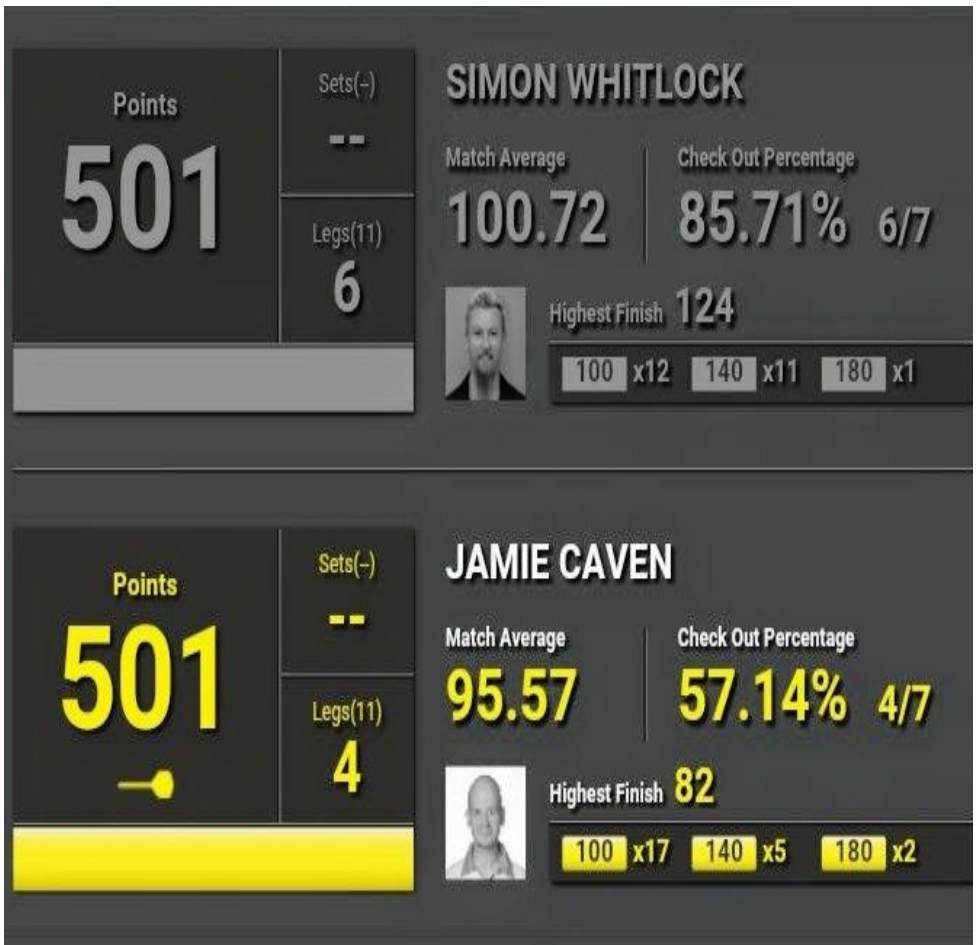 SIMON WHITLOCK
Points
501
Sets(-)
--
Legs(11)
6
Match Average
100.72
Check Out Percentage
85.71% 6/7
Highest Finish 124
100 x12 140 x11 180 x1
JAMIE CAVEN
Points
501
Sets(-)
--
Legs(11)
4
Match Average
95.57
Check Out Percentage
57.14% 4/7
Highest Finish 82
100 x17 140 x5 180 x2